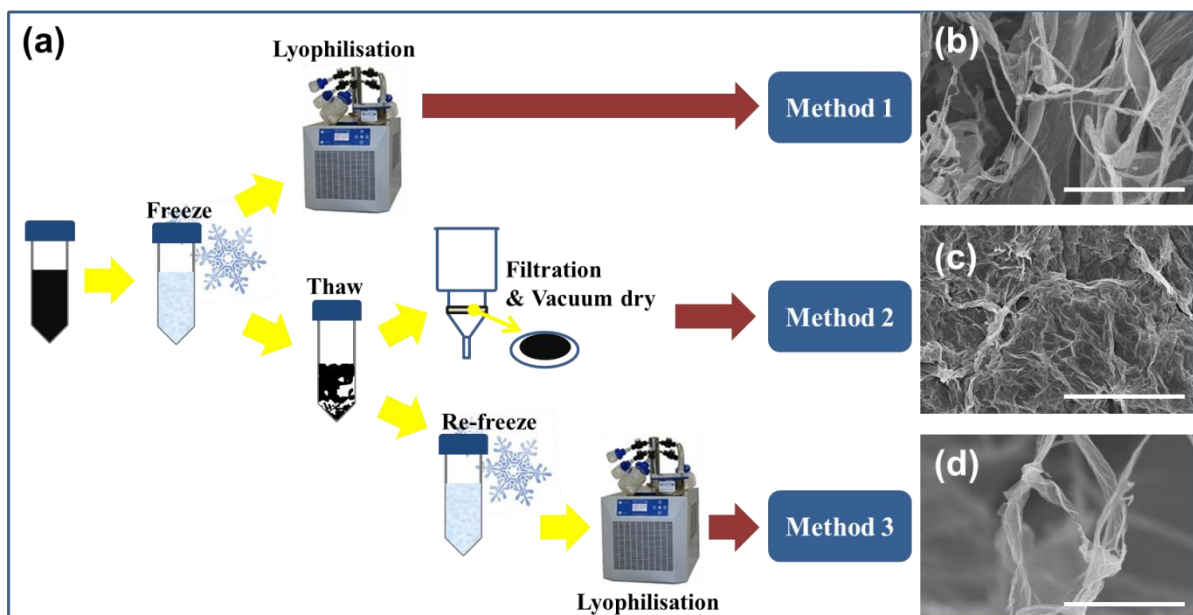 (a)
Lyophilisation
Method 1
(b)
Freeze
Thaw
Filtration
& Vacuum dry
Method 2
(c)
Re-freeze
Method 3
(d)
Lyophilisation